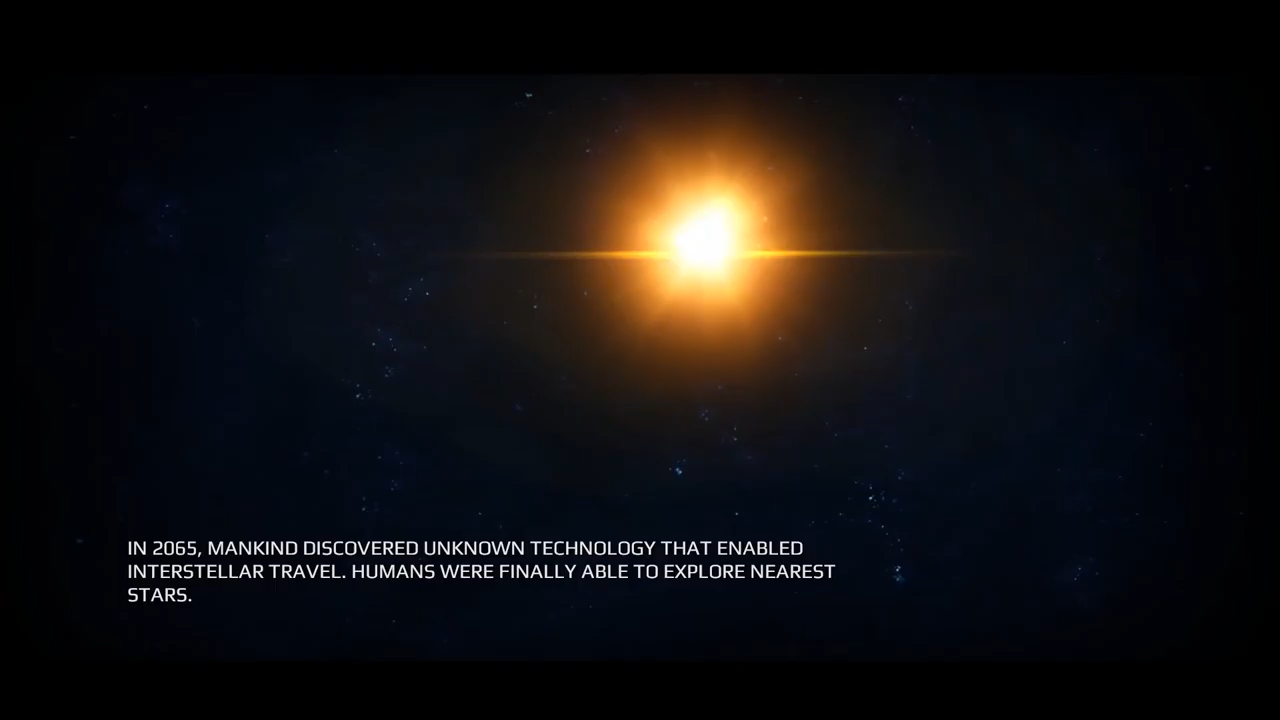 IN 2065, MANKIND DISCOVERED UNKNOWN TECHNOLOGY THAT ENABLED
INTERSTELLAR TRAVEL. HUMANS WERE FINALLY ABLE TO EXPLORE NEAREST
STARS.